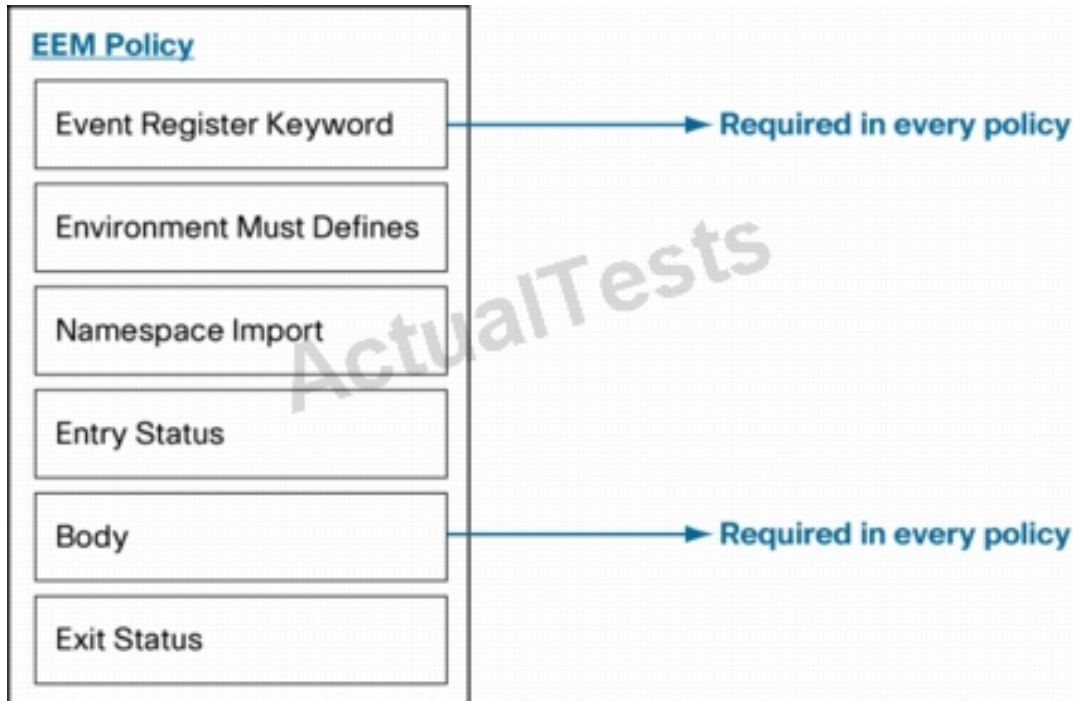 EEM Policy
Event Register Keyword
Required in every policy
Environment Must Defines
Namespace Import
Entry Status
Body
Required in every policy
Exit Status
ActualTests